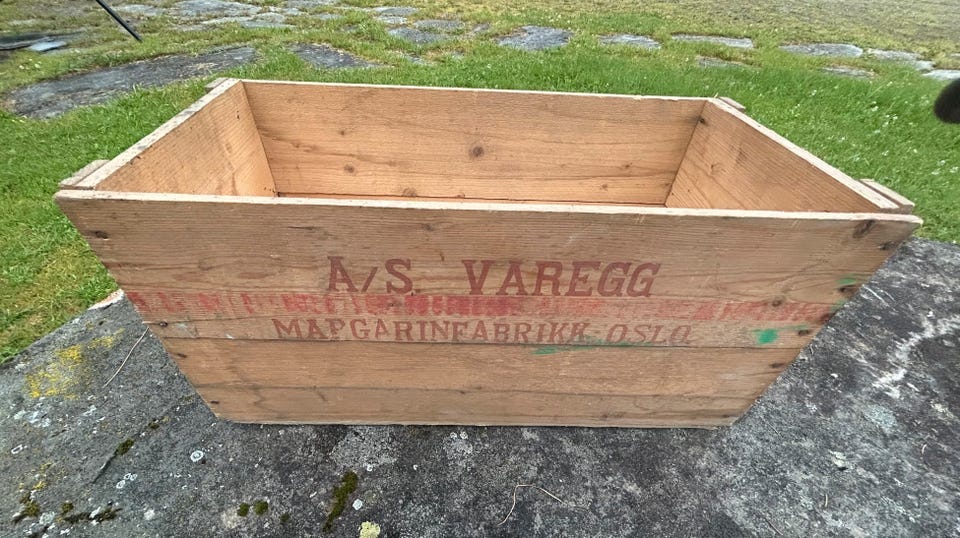 A/S. VAREGG
MARGARINFABRIKK. OSLO.